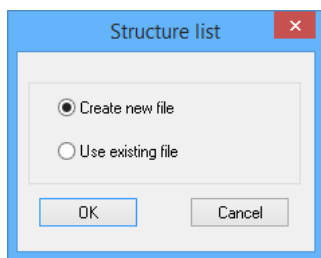 Structure list
Create new file
Use existing file
OK
Cancel